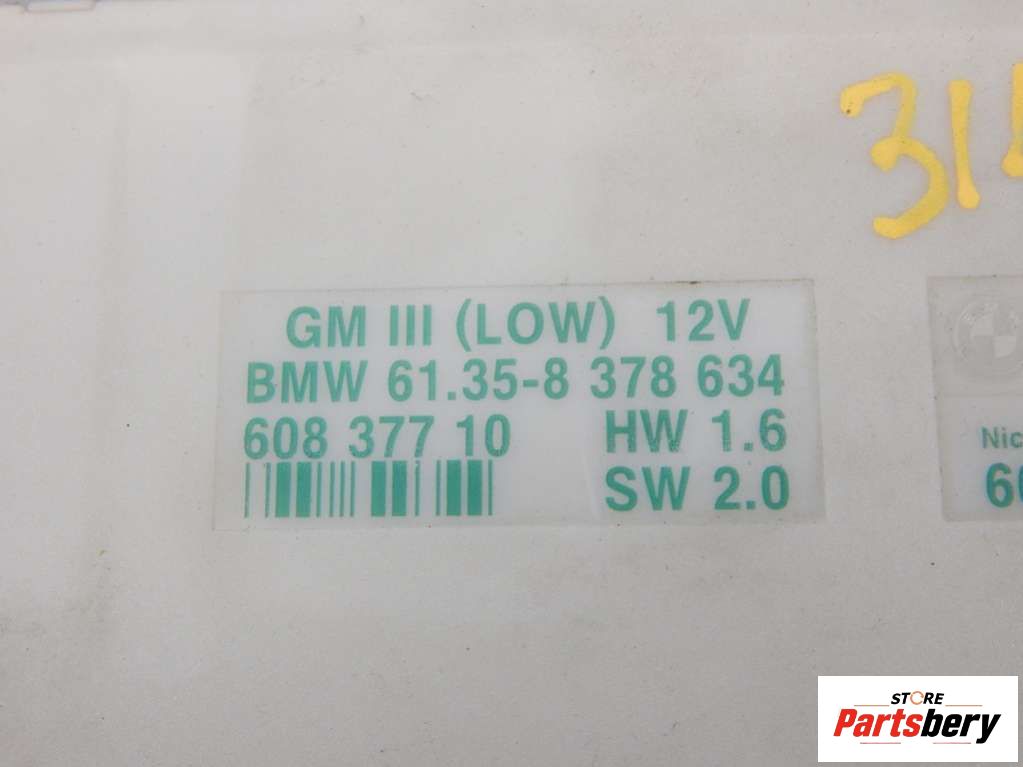 GM III (LOW) 12V
BMW 61.35-8 378 634
608 377 10 HW 1.6
SW 2.0
STORE
Partsbery